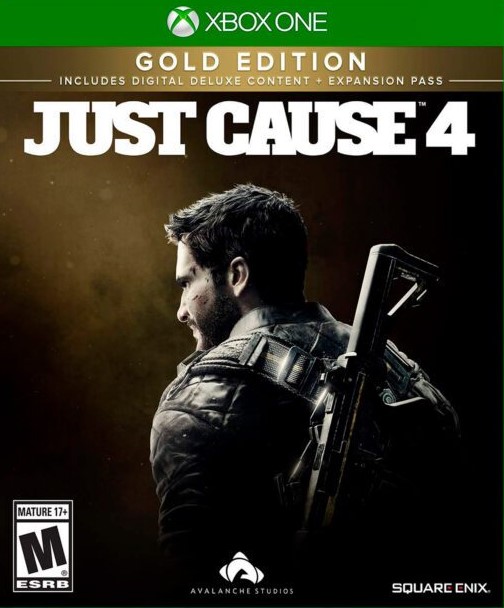 XBOX ONE
GOLD EDITION
INCLUDES DIGITAL DELUXE CONTENT + EXPANSION PASS
JUST CAUSE™ 4
MATURE 17+
M
ESRB
AVALANCHE STUDIOS
SQUARE ENIX.